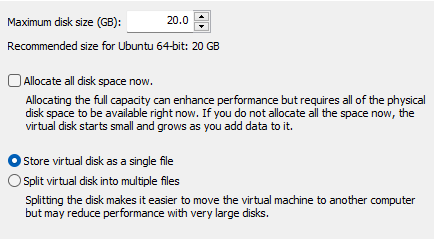 Maximum disk size (GB): 20.0
Recommended size for Ubuntu 64-bit: 20 GB
Allocate all disk space now.
Allocating the full capacity can enhance performance but requires all of the physical
disk space to be available right now. If you do not allocate all the space now, the
virtual disk starts small and grows as you add data to it.
Store virtual disk as a single file
Split virtual disk into multiple files
Splitting the disk makes it easier to move the virtual machine to another computer
but may reduce performance with very large disks.